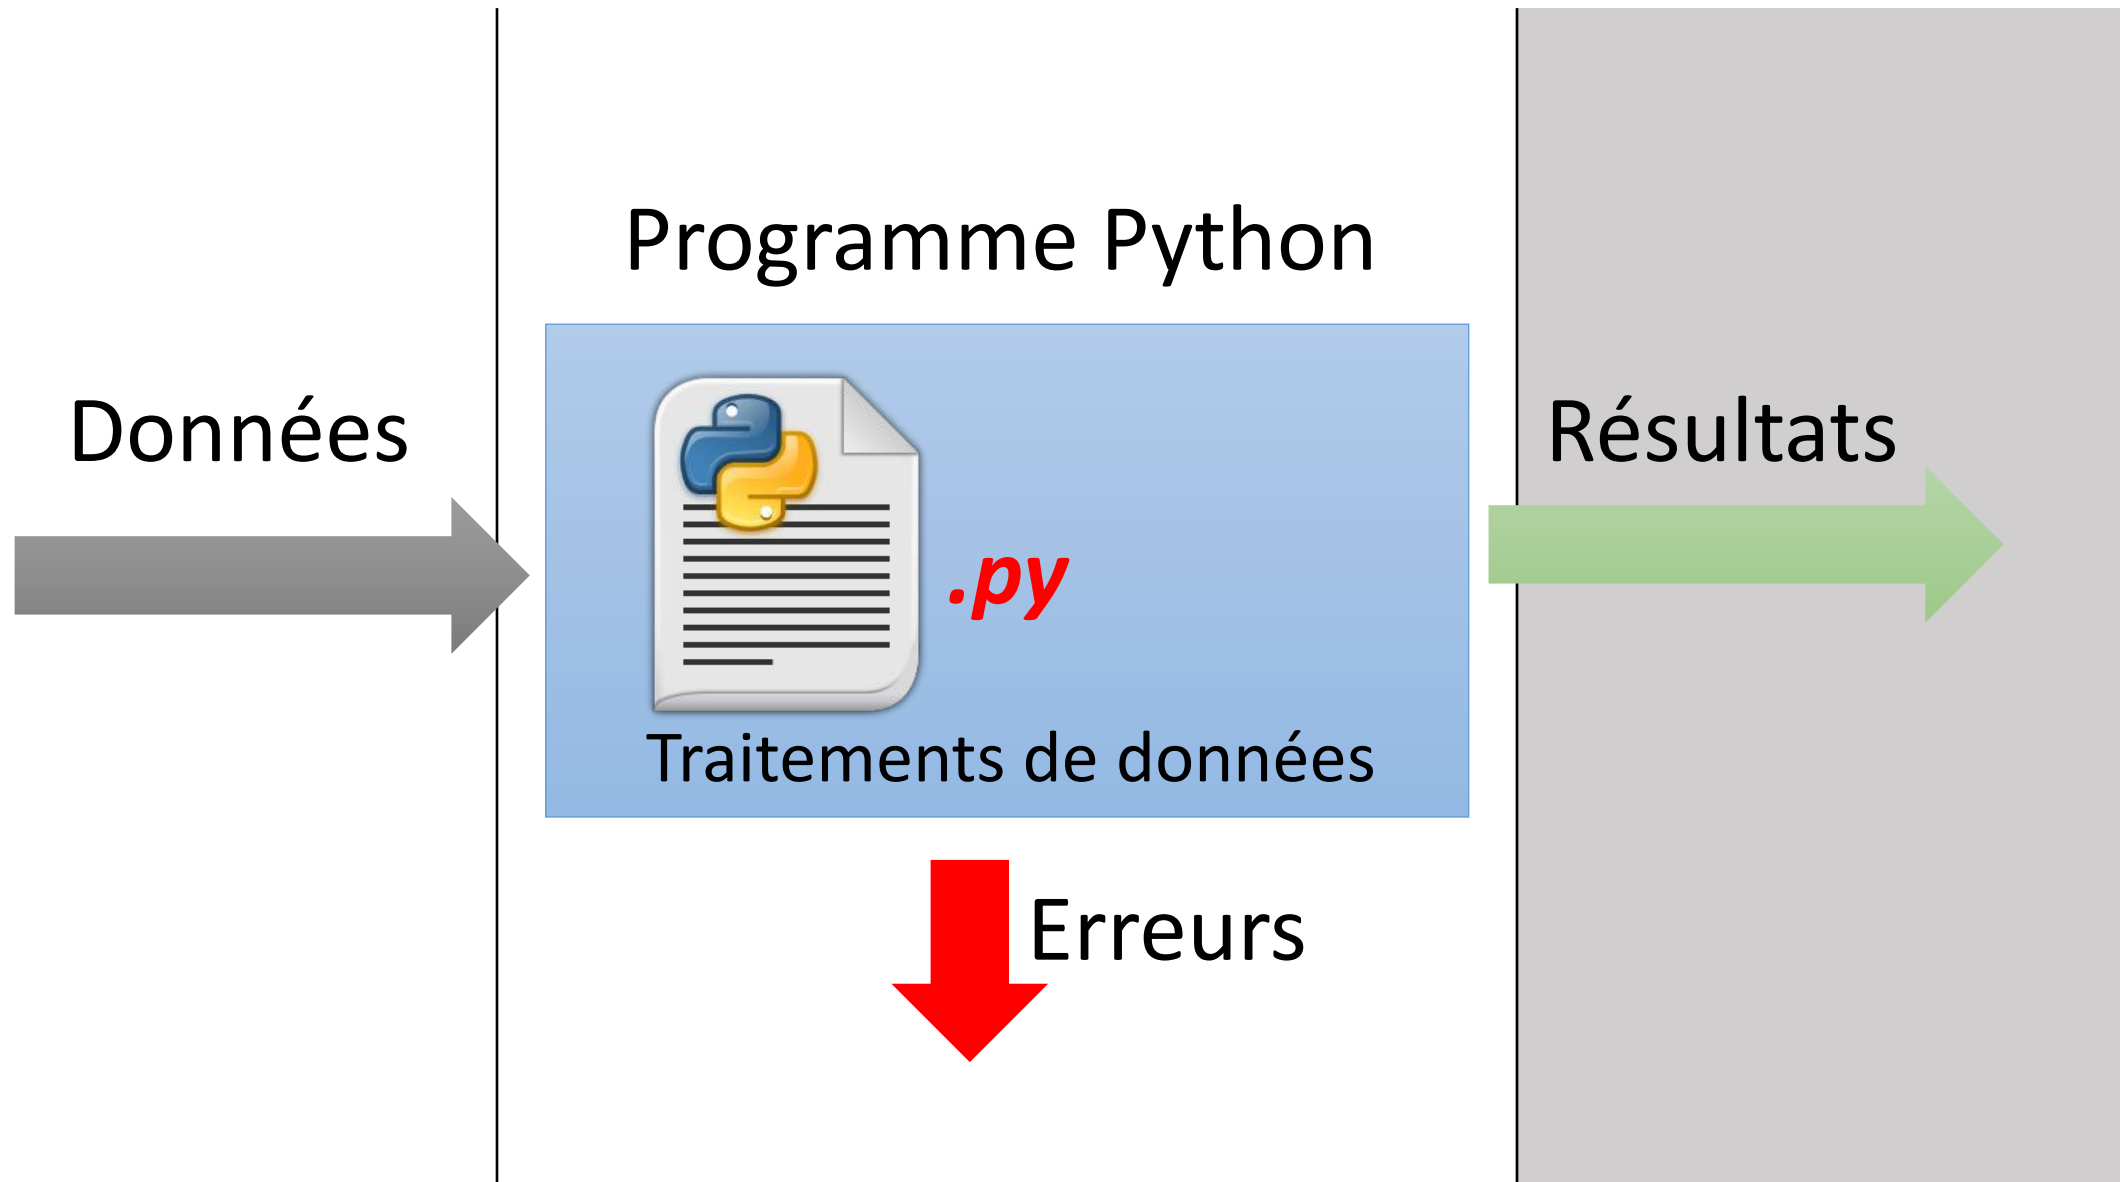 Programme Python
Données
Résultats
.py
Traitements de données
Erreurs